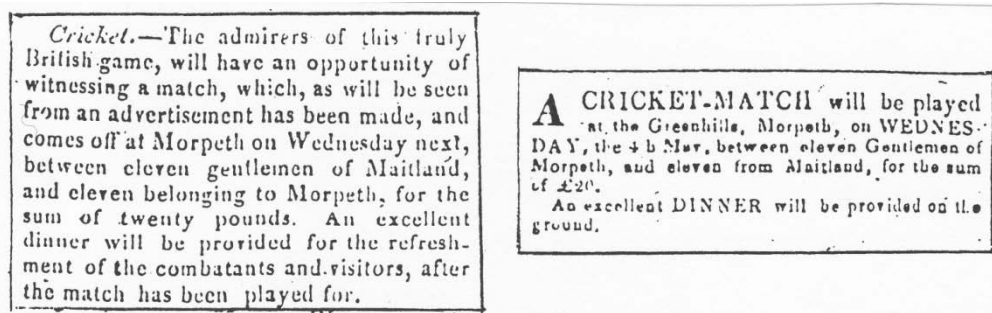 Cricket.—The admirers of this truly
British game, will have an opportunity of
witnessing a match, which, as will be seen
from an advertisement has been made, and
comes off at Morpeth on Wednesday next,
between eleven gentlemen of Maitland,
and eleven belonging to Morpeth, for the
sum of twenty pounds. An excellent
dinner will be provided for the refresh-
ment of the combatants and visitors, after
the match has been played for.
A CRICKET-MATCH will be played
at the Greenhills, Morpeth, on WEDNES-
DAY, the 4 h May, between eleven Gentlemen of
Morpeth, and eleven from Maitland, for the sum
of £20.
An excellent DINNER will be provided on the
ground.